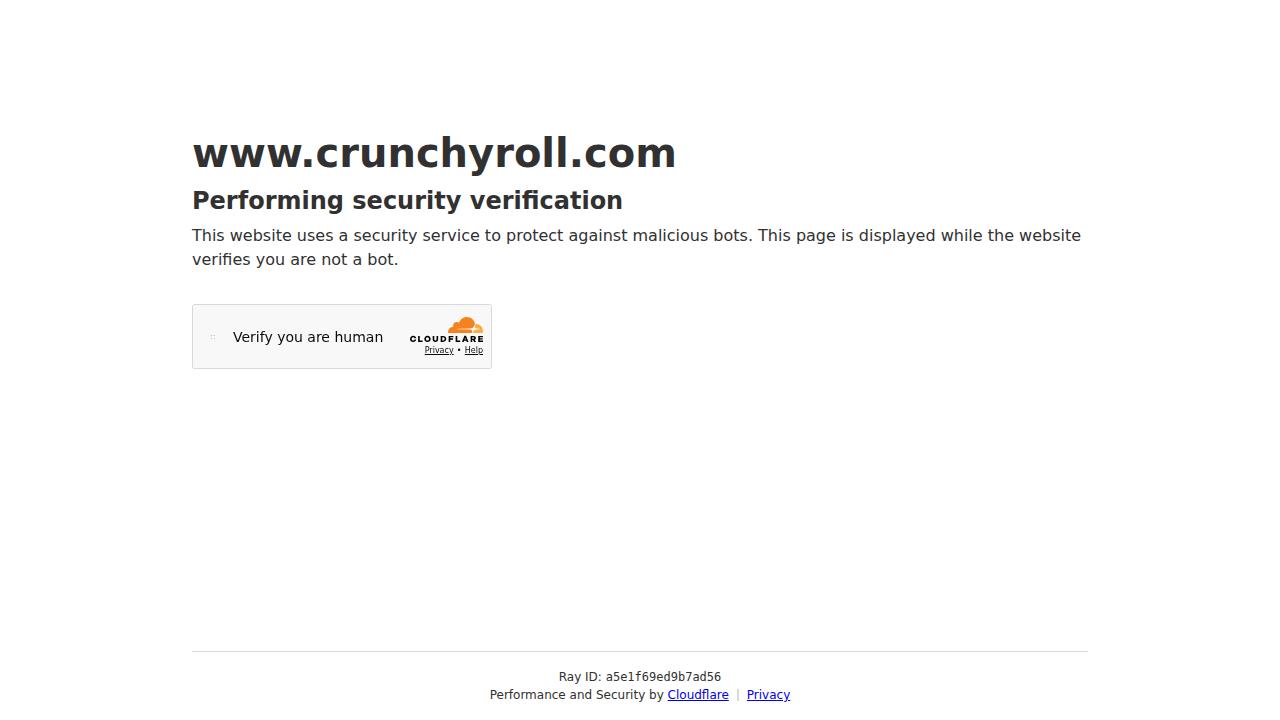 www.crunchyroll.com
Performing security verification
This website uses a security service to protect against malicious bots. This page is displayed while the website
verifies you are not a bot.
Verify you are human
CLOUDFLARE
Privacy • Help
Ray ID: a5e1f69ed9b7ad56
Performance and Security by Cloudflare | Privacy